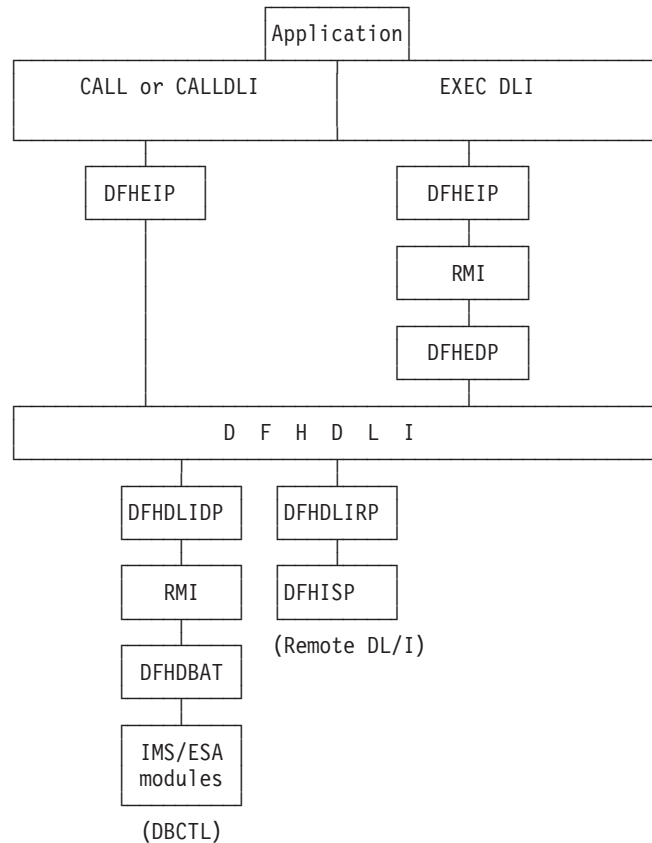 Application
CALL or CALLDLI
EXEC DLI
DFHEIP
DFHEIP
RMI
DFHEDP
D F H D L I
DFHDLIDP
DFHDLIRP
RMI
DFHISP
(Remote DL/I)
DFHDBAT
IMS/ESA
modules
(DBCTL)